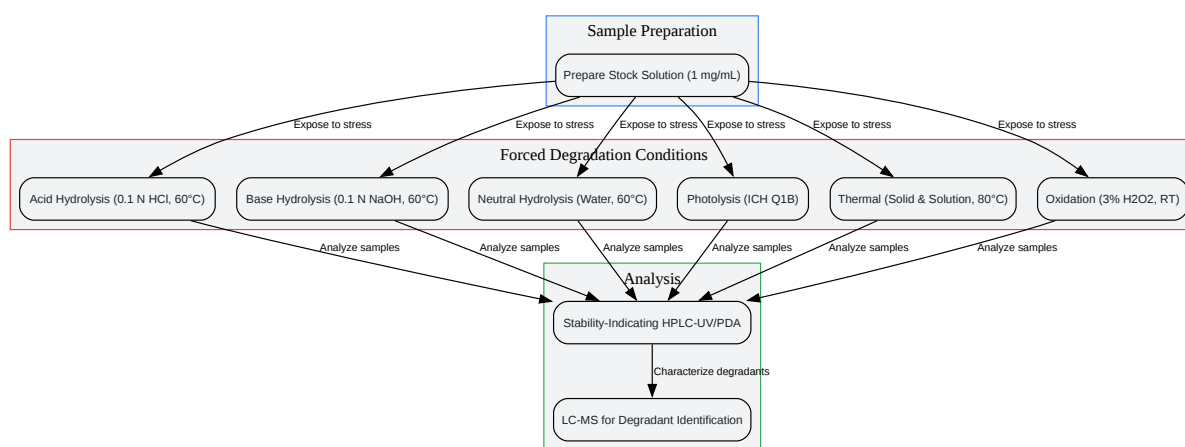 Sample Preparation
Prepare Stock Solution (1 mg/mL)
Expose to stress
Expose to stress
Expose to stress
Expose to stress
Expose to stress
Expose to stress
Forced Degradation Conditions
Acid Hydrolysis (0.1 N HCl, 60°C)
Base Hydrolysis (0.1 N NaOH, 60°C)
Neutral Hydrolysis (Water, 60°C)
Photolysis (ICH Q1B)
Thermal (Solid & Solution, 80°C)
Oxidation (3% H2O2, RT)
Analyze samples
Analyze samples
Analyze samples
Analyze samples
Analyze samples
Analyze samples
Analysis
Stability-Indicating HPLC-UV/PDA
Characterize degradants
LC-MS for Degradant Identification